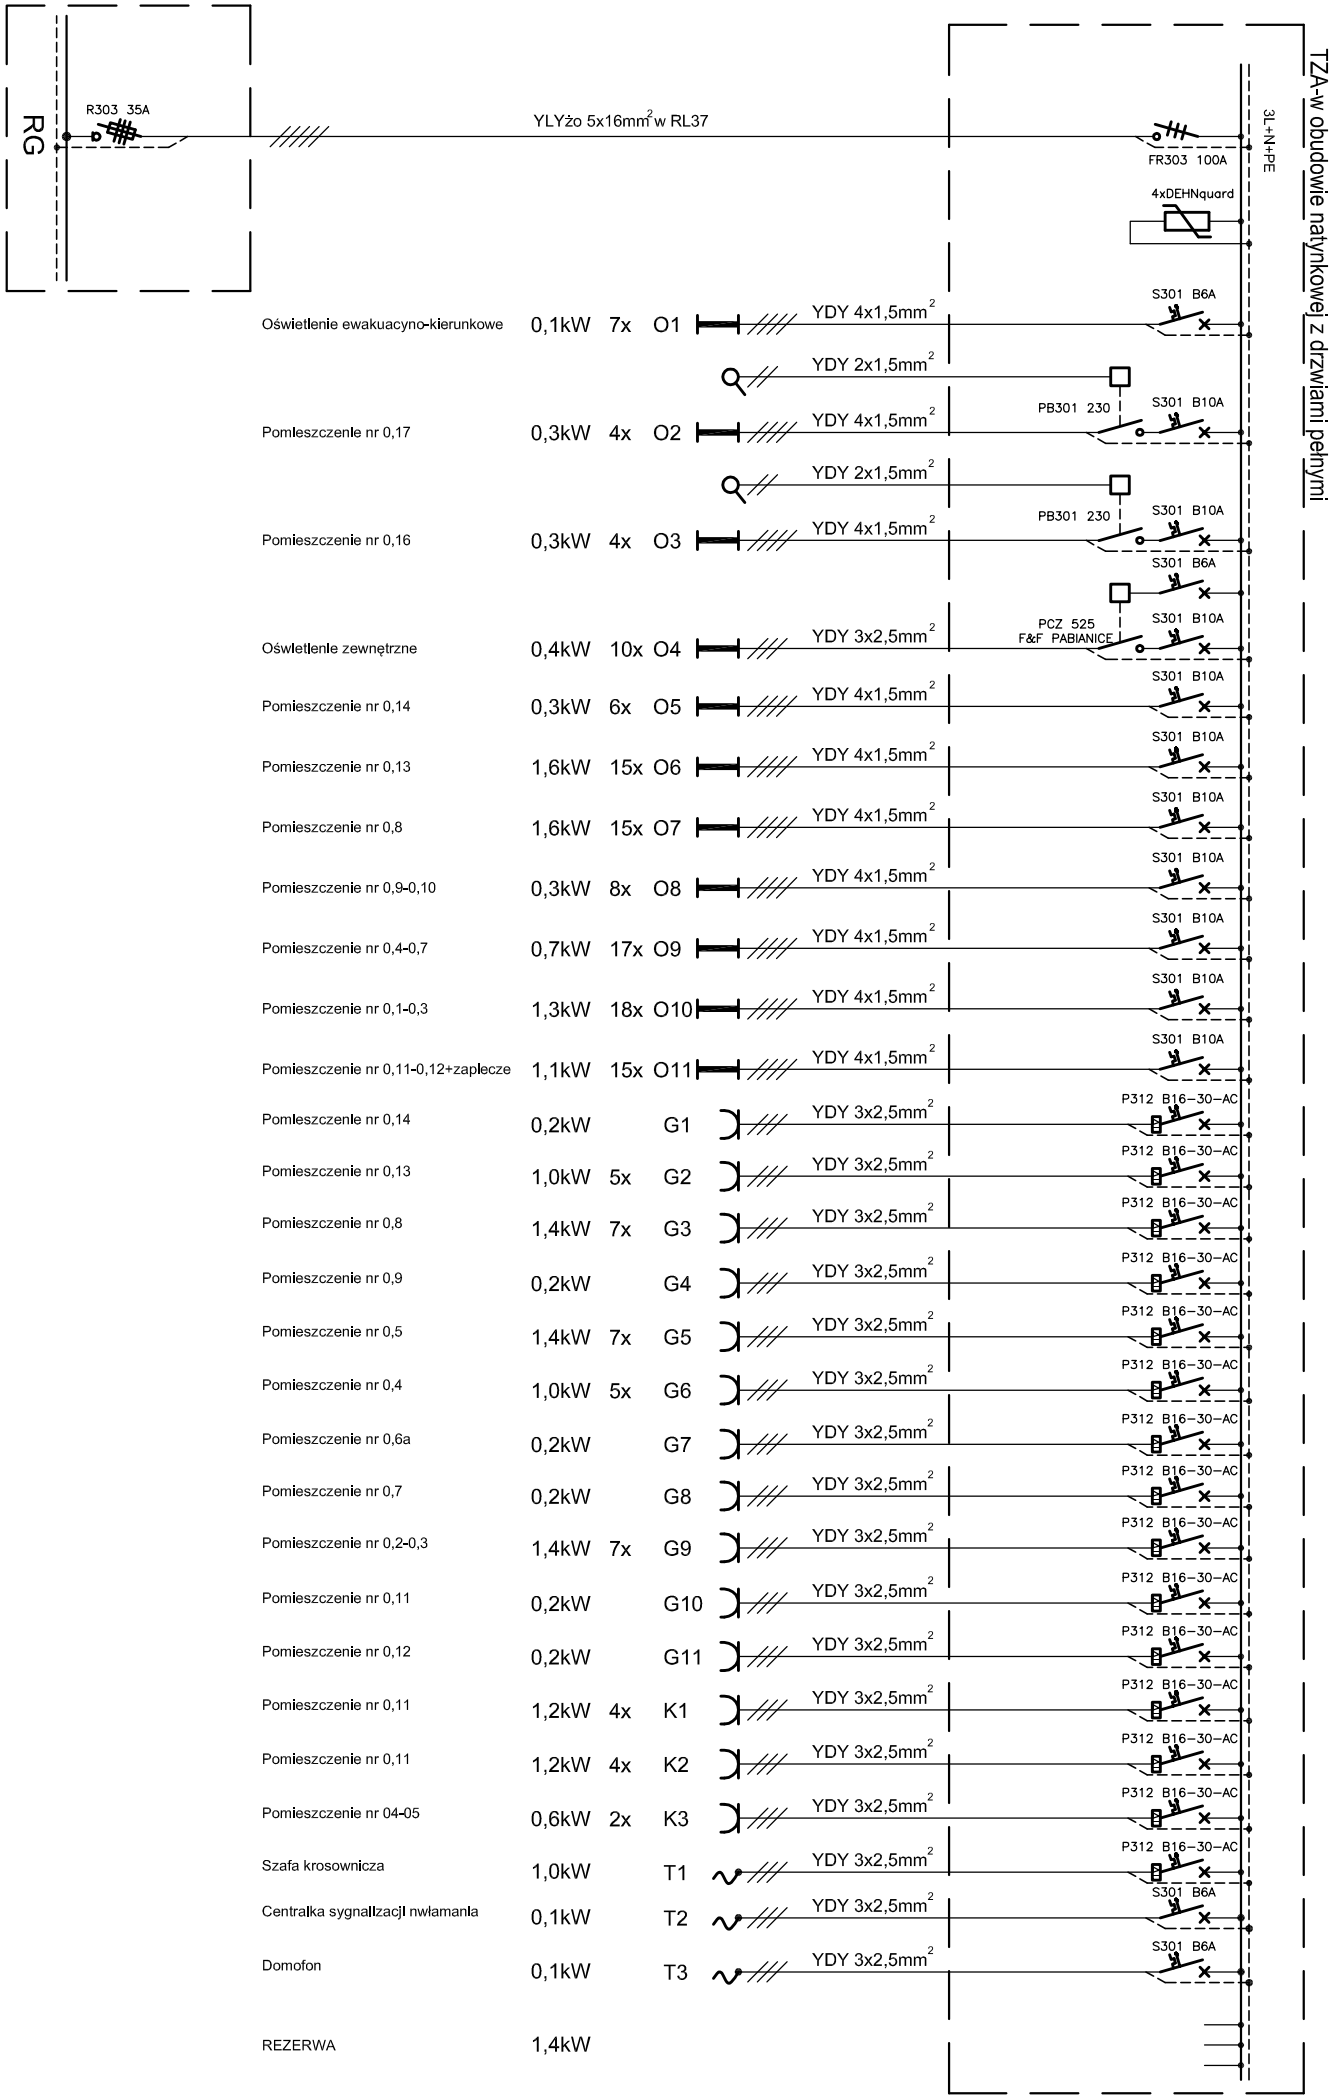 RG
R303 35A
YLYżo 5x16mm² w RL37
FR303 100A
3L+N+PE
TZA-w obudowie natynkowej z drzwiami pełnymi
4xDEHNquard
Oświetlenie ewakuacyno-kierunkowe 0,1kW 7x O1 YDY 4x1,5mm² S301 B6A
YDY 2x1,5mm²
Pomieszczenie nr 0,17 0,3kW 4x O2 YDY 4x1,5mm² PB301 230 S301 B10A
YDY 2x1,5mm²
Pomieszczenie nr 0,16 0,3kW 4x O3 YDY 4x1,5mm² PB301 230 S301 B10A
S301 B6A
Oświetlenie zewnętrzne 0,4kW 10x O4 YDY 3x2,5mm² PCZ 525 S301 B10A
F&F PABIANICE
Pomieszczenie nr 0,14 0,3kW 6x O5 YDY 4x1,5mm² S301 B10A
Pomieszczenie nr 0,13 1,6kW 15x O6 YDY 4x1,5mm² S301 B10A
Pomieszczenie nr 0,8 1,6kW 15x O7 YDY 4x1,5mm² S301 B10A
Pomieszczenie nr 0,9-0,10 0,3kW 8x O8 YDY 4x1,5mm² S301 B10A
Pomieszczenie nr 0,4-0,7 0,7kW 17x O9 YDY 4x1,5mm² S301 B10A
Pomieszczenie nr 0,1-0,3 1,3kW 18x O10 YDY 4x1,5mm² S301 B10A
Pomieszczenie nr 0,11-0,12+zaplecze 1,1kW 15x O11 YDY 4x1,5mm² S301 B10A
Pomieszczenie nr 0,14 0,2kW G1 YDY 3x2,5mm² P312 B16-30-AC
Pomieszczenie nr 0,13 1,0kW 5x G2 YDY 3x2,5mm² P312 B16-30-AC
Pomieszczenie nr 0,8 1,4kW 7x G3 YDY 3x2,5mm² P312 B16-30-AC
Pomieszczenie nr 0,9 0,2kW G4 YDY 3x2,5mm² P312 B16-30-AC
Pomieszczenie nr 0,5 1,4kW 7x G5 YDY 3x2,5mm² P312 B16-30-AC
Pomieszczenie nr 0,4 1,0kW 5x G6 YDY 3x2,5mm² P312 B16-30-AC
Pomieszczenie nr 0,6a 0,2kW G7 YDY 3x2,5mm² P312 B16-30-AC
Pomieszczenie nr 0,7 0,2kW G8 YDY 3x2,5mm² P312 B16-30-AC
Pomieszczenie nr 0,2-0,3 1,4kW 7x G9 YDY 3x2,5mm² P312 B16-30-AC
Pomieszczenie nr 0,11 0,2kW G10 YDY 3x2,5mm² P312 B16-30-AC
Pomieszczenie nr 0,12 0,2kW G11 YDY 3x2,5mm² P312 B16-30-AC
Pomieszczenie nr 0,11 1,2kW 4x K1 YDY 3x2,5mm² P312 B16-30-AC
Pomieszczenie nr 0,11 1,2kW 4x K2 YDY 3x2,5mm² P312 B16-30-AC
Pomieszczenie nr 04-05 0,6kW 2x K3 YDY 3x2,5mm² P312 B16-30-AC
Szafa krosownicza 1,0kW T1 YDY 3x2,5mm² P312 B16-30-AC
Centralka sygnalizacji nwłamania 0,1kW T2 YDY 3x2,5mm² S301 B6A
Domofon 0,1kW T3 YDY 3x2,5mm² S301 B6A
REZERWA 1,4kW